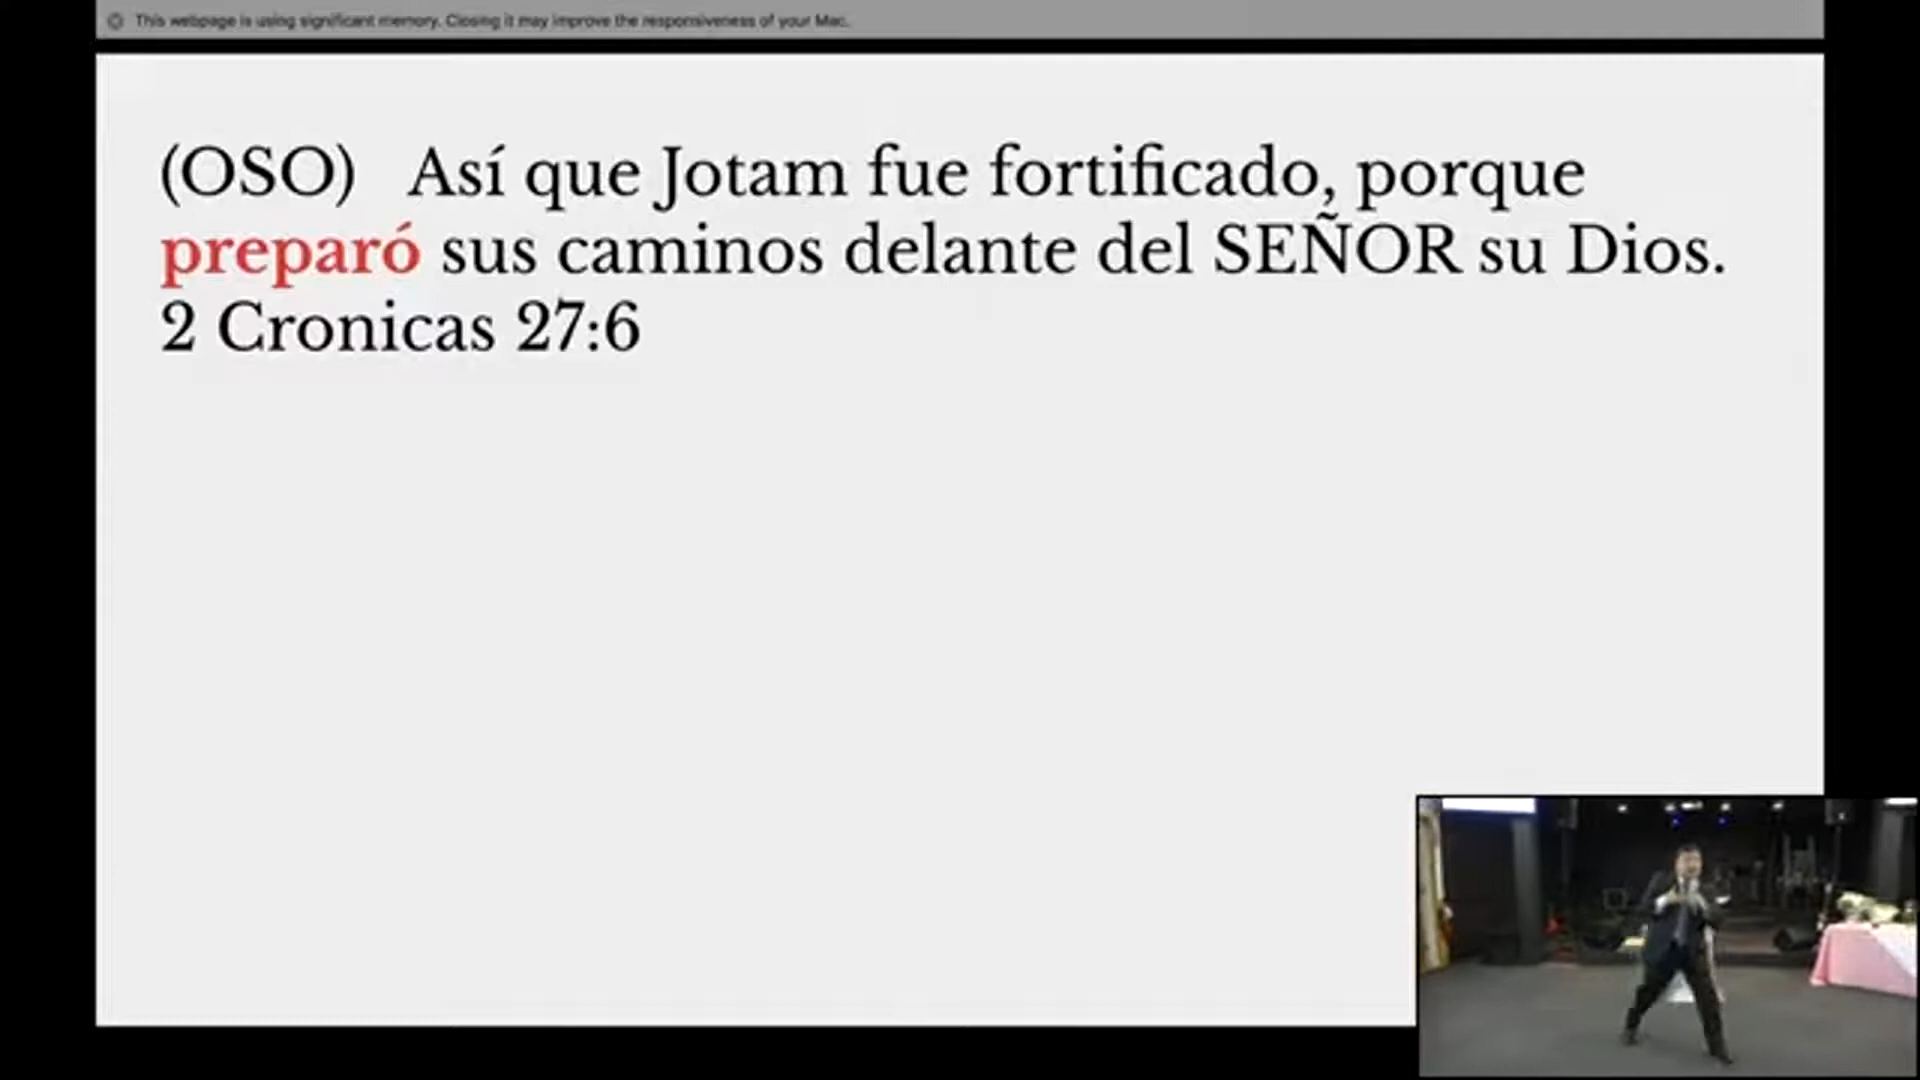 This webpage is using significant memory. Closing it may improve the responsiveness of your Mac.
(OSO) Así que Jotam fue fortificado, porque
preparó sus caminos delante del SEÑOR su Dios.
2 Cronicas 27:6